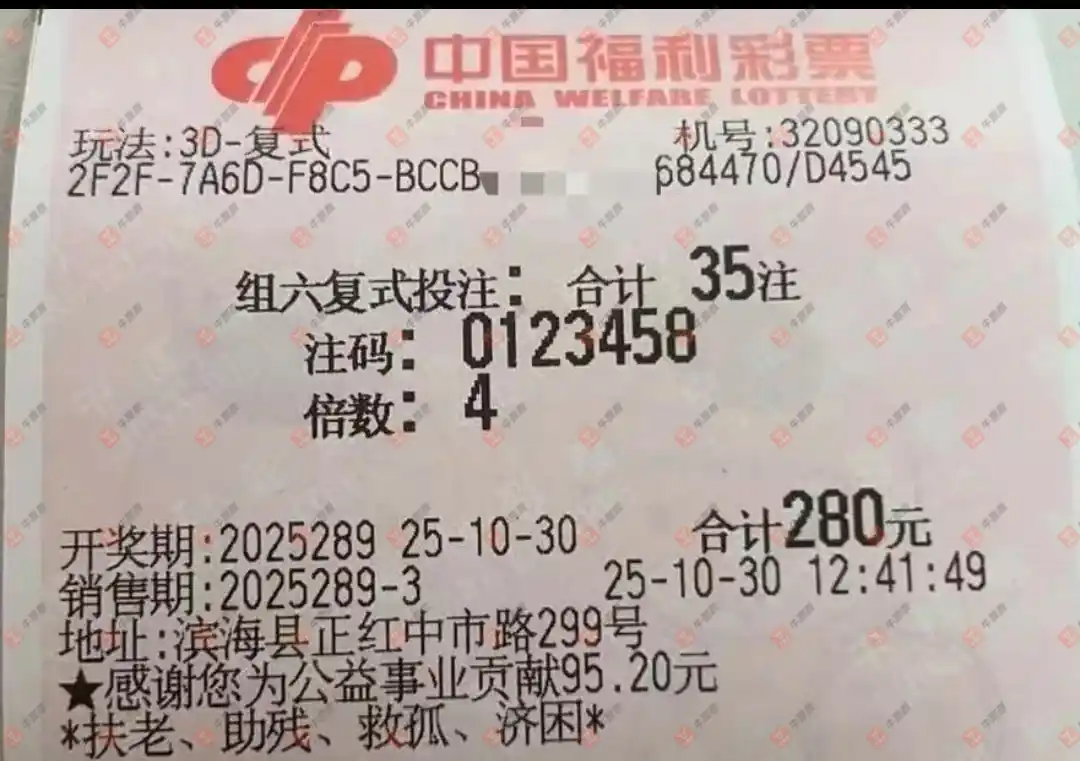 中国福利彩票
CHINA WELFARE LOTTERY
玩法:3D-复式 机号:32090333
2F2F-7A6D-F8C5-BCCB 684470/D4545
组六复式投注: 合计 35注
注码: 0123458
倍数: 4
开奖期:2025289 25-10-30 合计280元
销售期:2025289-3 25-10-30 12:41:49
地址:滨海县正红中市路299号
★感谢您为公益事业贡献95.20元
*扶老、助残、救孤、济困*